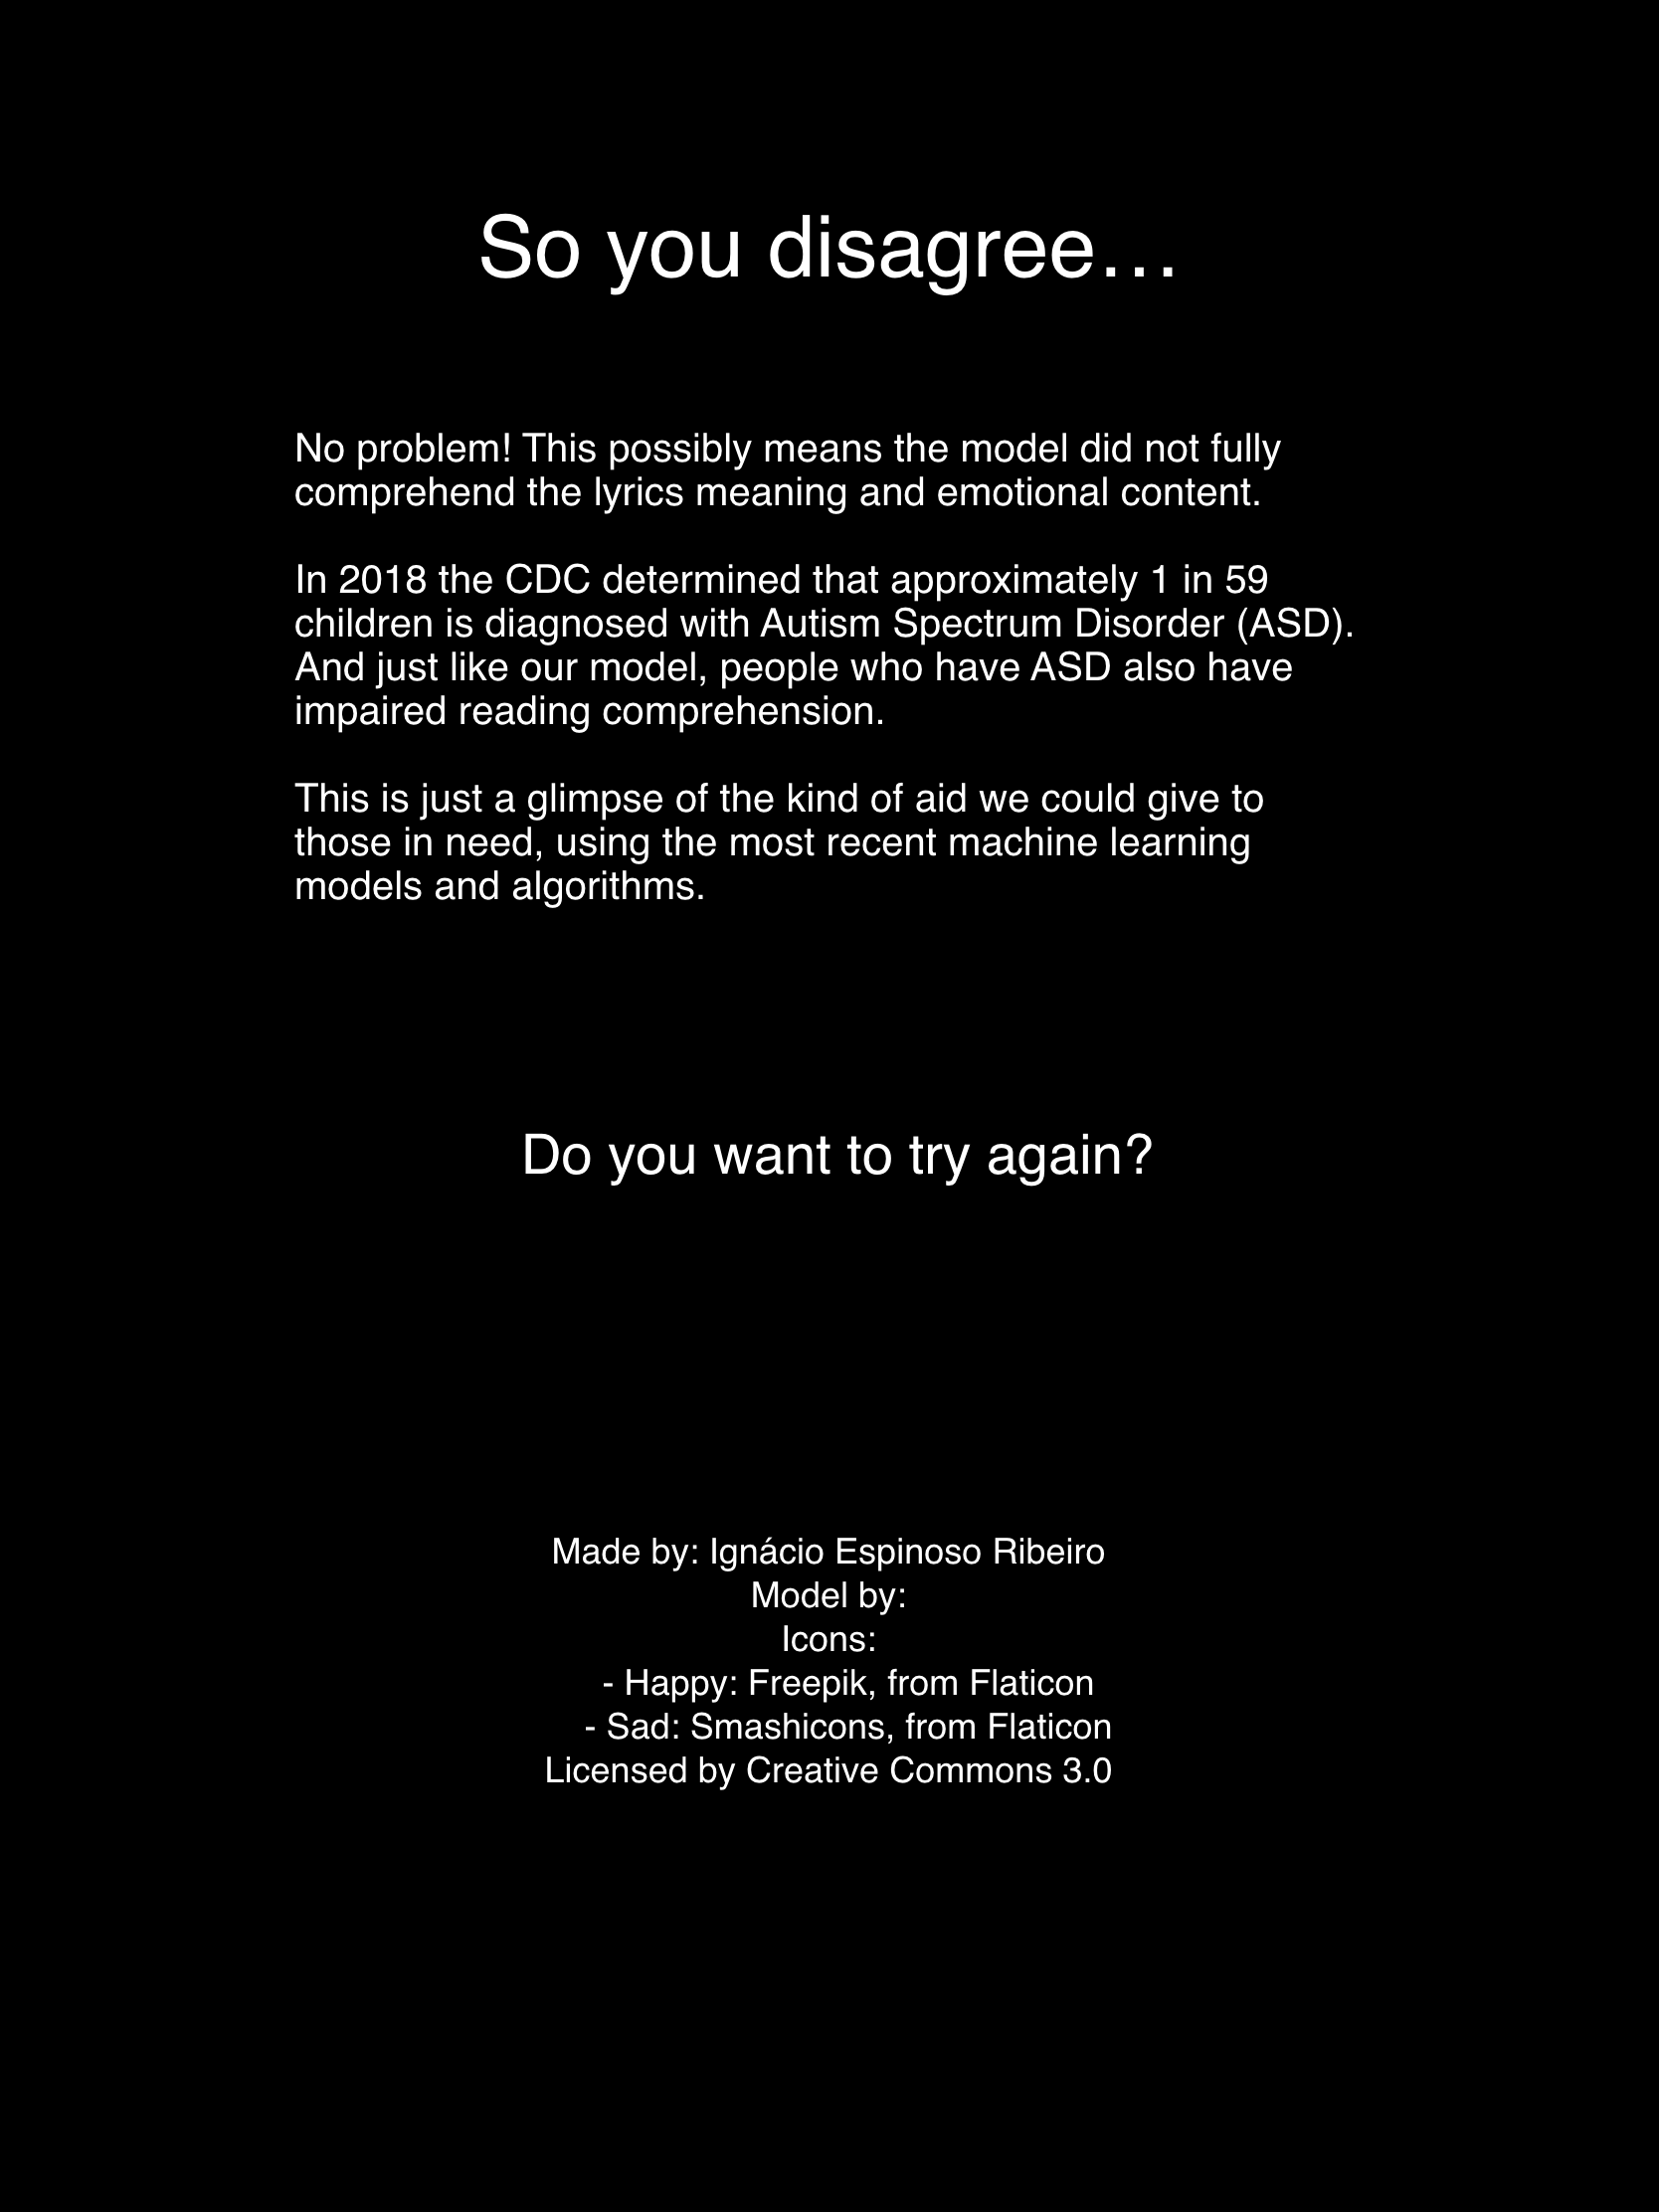 So you disagree…
No problem! This possibly means the model did not fully
comprehend the lyrics meaning and emotional content.
In 2018 the CDC determined that approximately 1 in 59
children is diagnosed with Autism Spectrum Disorder (ASD).
And just like our model, people who have ASD also have
impaired reading comprehension.
This is just a glimpse of the kind of aid we could give to
those in need, using the most recent machine learning
models and algorithms.
Do you want to try again?
Made by: Ignácio Espinoso Ribeiro
Model by:
Icons:
- Happy: Freepik, from Flaticon
- Sad: Smashicons, from Flaticon
Licensed by Creative Commons 3.0